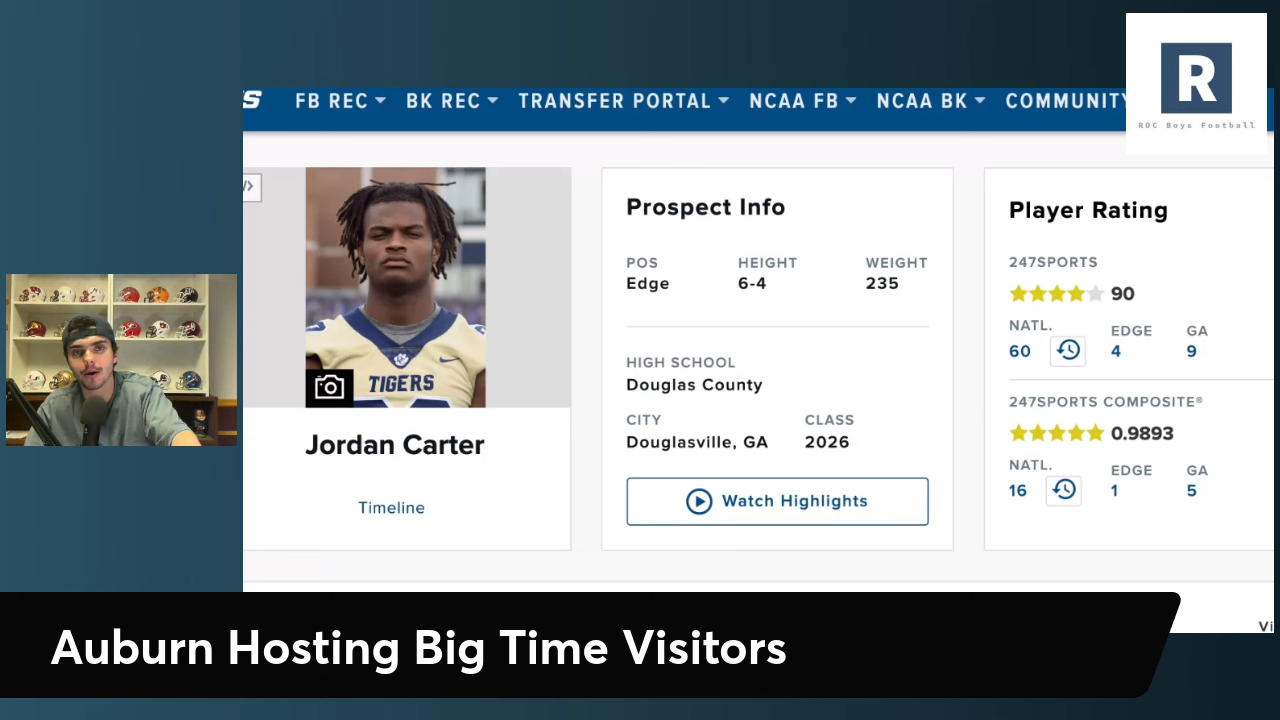 R
ROC Boys Football
S
FB REC BK REC TRANSFER PORTAL NCAA FB NCAA BK COMMUNITY
TIGERS
Jordan Carter
Timeline
Prospect Info
POS HEIGHT WEIGHT
Edge 6-4 235
HIGH SCHOOL
Douglas County
CITY CLASS
Douglasville, GA 2026
Watch Highlights
Player Rating
247SPORTS
90
NATL. EDGE GA
60 4 9
247SPORTS COMPOSITE®
0.9893
NATL. EDGE GA
16 1 5
Vi
Auburn Hosting Big Time Visitors